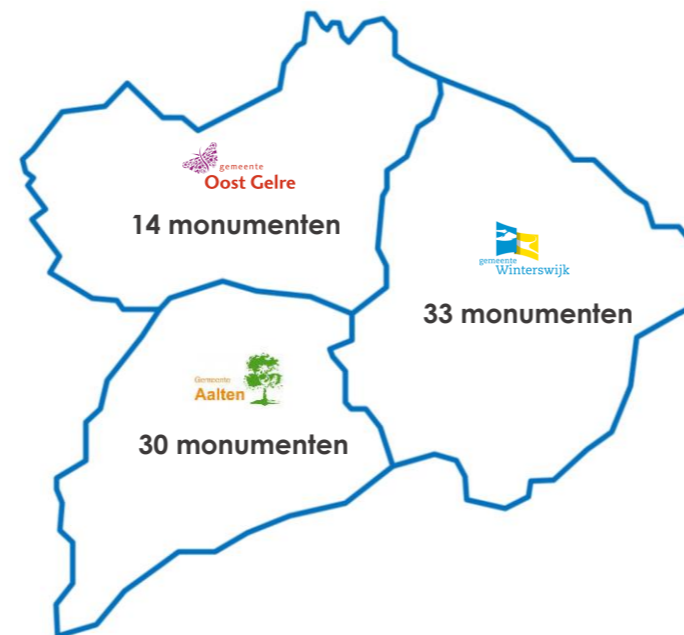 gemeente
Oost Gelre
14 monumenten
gemeente
Winterswijk
33 monumenten
Gemeente
Aalten
30 monumenten